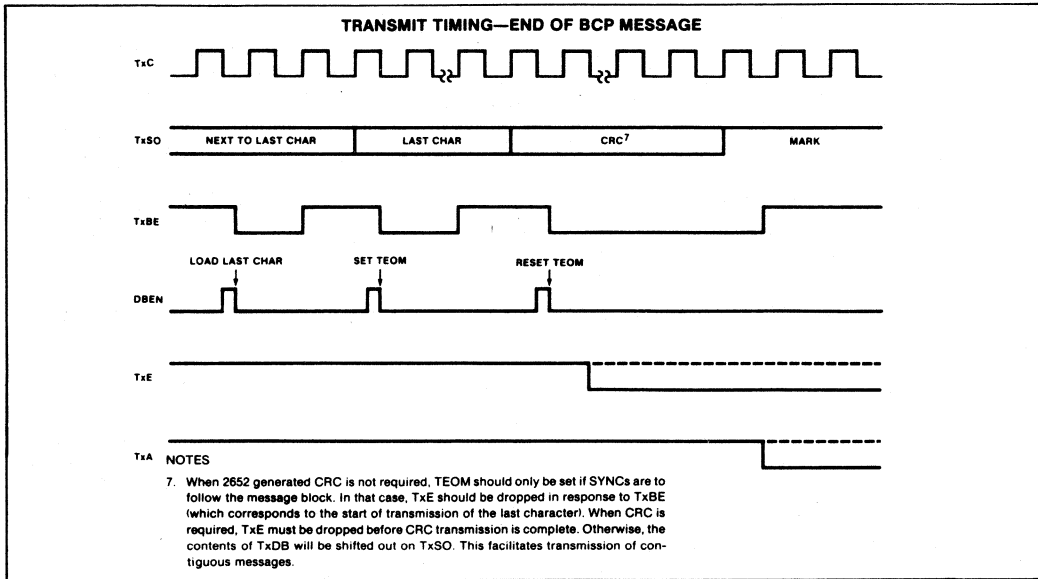 TRANSMIT TIMING—END OF BCP MESSAGE
TxC
TxSO NEXT TO LAST CHAR LAST CHAR CRC7 MARK
TxBE
LOAD LAST CHAR SET TEOM RESET TEOM
DBEN
TxE
TxA
NOTES
7. When 2652 generated CRC is not required, TEOM should only be set if SYNCs are to
follow the message block. In that case, TxE should be dropped in response to TxBE
(which corresponds to the start of transmission of the last character). When CRC is
required, TxE must be dropped before CRC transmission is complete. Otherwise, the
contents of TxDB will be shifted out on TxSO. This facilitates transmission of con-
tiguous messages.